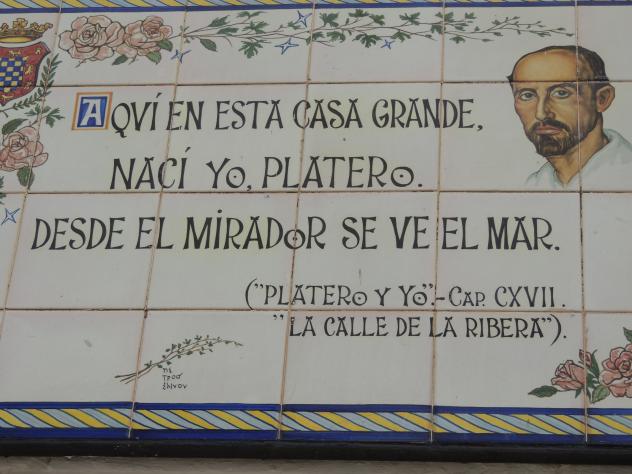 AQVÍ EN ESTA CASA GRANDE,
NACÍ YO, PLATERO.
DESDE EL MIRADOR SE VE EL MAR.
("PLATERO Y YO".-CAP. CXVII.
"LA CALLE DE LA RIBERA").